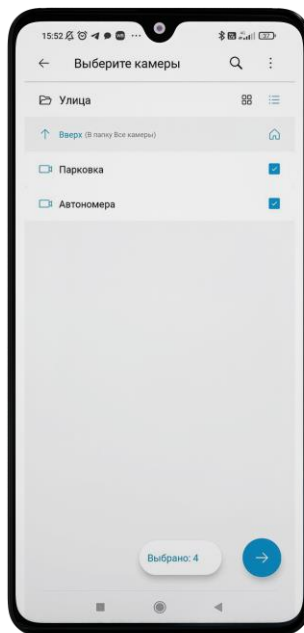 15:52
Выберите камеры
Улица
Вверх (В папку Все камеры)
Парковка
Автономера
Выбрано: 4